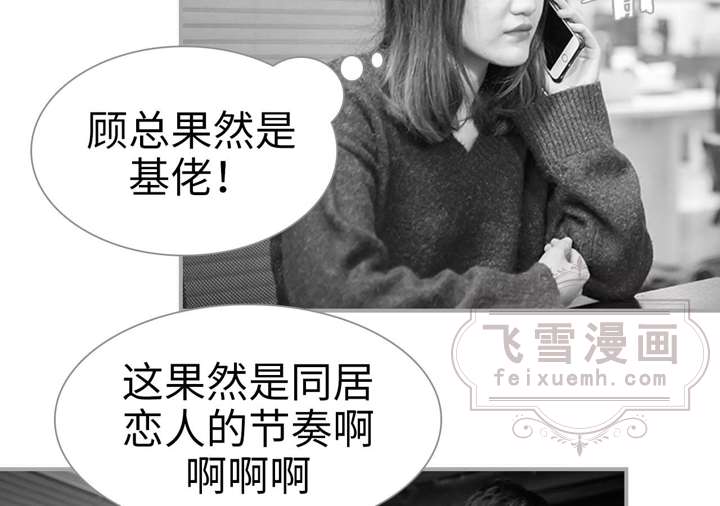 顾总果然是
基佬！
这果然是同居
恋人的节奏啊
啊啊啊
飞雪漫画
feixuemh.com